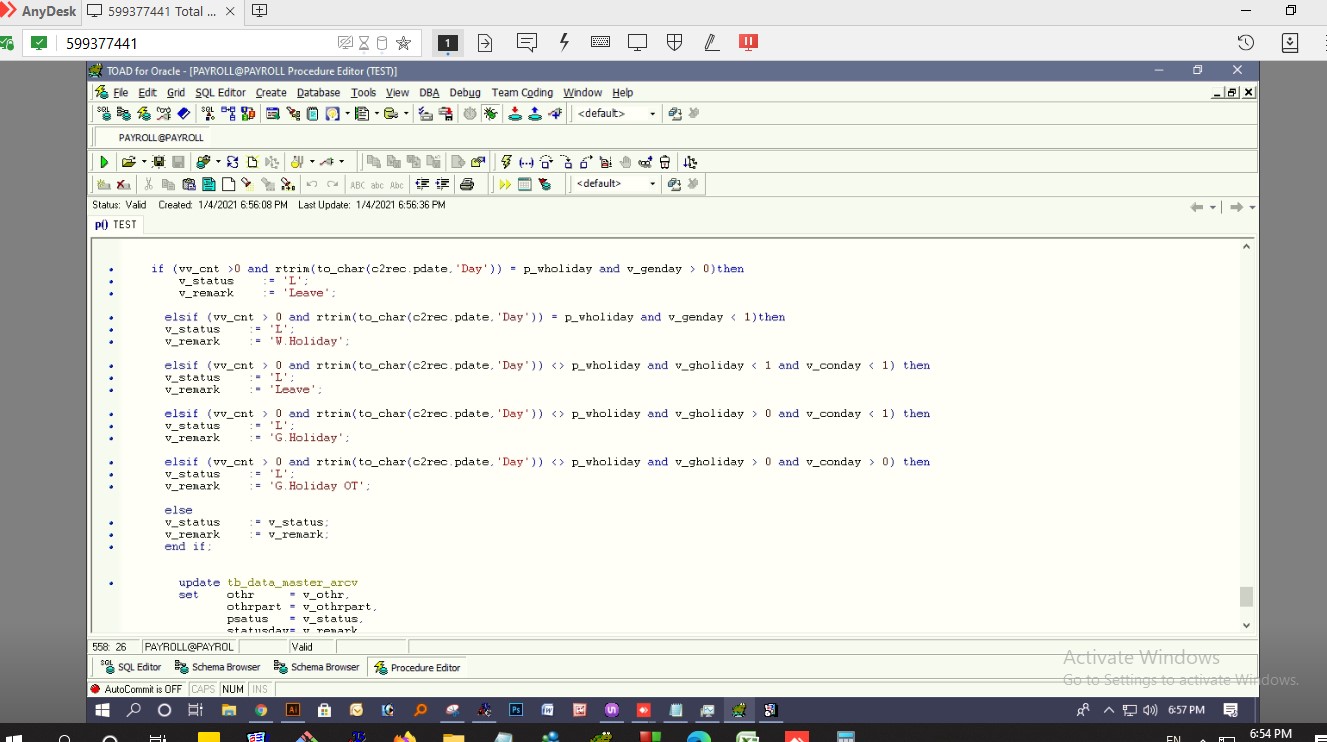 AnyDesk 599377441 Total ...
599377441
1
TOAD for Oracle - [PAYROLL@PAYROLL Procedure Editor (TEST)]
File Edit Grid SQL Editor Create Database Tools View DBA Debug Team Coding Window Help
<default>
PAYROLL@PAYROLL
ABC abc Abc <default>
Status: Valid Created: 1/4/2021 6:56:08 PM Last Update: 1/4/2021 6:56:36 PM
p() TEST
if (vv_cnt >0 and rtrim(to_char(c2rec.pdate,'Day')) = p_wholiday and v_genday > 0)then
v_status := 'L';
v_remark := 'Leave';
elsif (vv_cnt > 0 and rtrim(to_char(c2rec.pdate,'Day')) = p_wholiday and v_genday < 1)then
v_status := 'L';
v_remark := 'W.Holiday';
elsif (vv_cnt > 0 and rtrim(to_char(c2rec.pdate,'Day')) <> p_wholiday and v_gholiday < 1 and v_conday < 1) then
v_status := 'L';
v_remark := 'Leave';
elsif (vv_cnt > 0 and rtrim(to_char(c2rec.pdate,'Day')) <> p_wholiday and v_gholiday > 0 and v_conday < 1) then
v_status := 'L';
v_remark := 'G.Holiday';
elsif (vv_cnt > 0 and rtrim(to_char(c2rec.pdate,'Day')) <> p_wholiday and v_gholiday > 0 and v_conday > 0) then
v_status := 'L';
v_remark := 'G.Holiday OT';
else
v_status := v_status;
v_remark := v_remark;
end if;
update tb_data_master_arcv
set othr = v_othr,
othrpart = v_othrpart,
psatus = v_status,
statusday= v_remark
558: 26 PAYROLL@PAYROL Valid
SQL Editor Schema Browser Schema Browser Procedure Editor
Activate Windows
Go to Settings to activate Windows.
AutoCommit is OFF CAPS NUM INS
6:57 PM
EN 6:54 PM